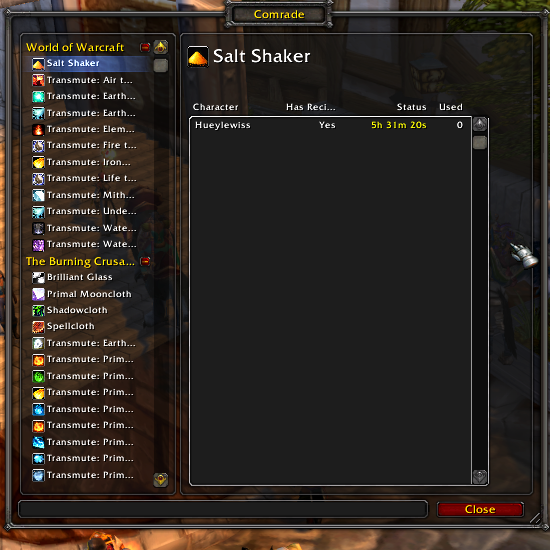 Comrade
World of Warcraft
Salt Shaker
Transmute: Air t...
Transmute: Earth...
Transmute: Earth...
Transmute: Elem...
Transmute: Fire t...
Transmute: Iron...
Transmute: Life t...
Transmute: Mith...
Transmute: Unde...
Transmute: Wate...
Transmute: Wate...
The Burning Crusa...
Brilliant Glass
Primal Mooncloth
Shadowcloth
Spellcloth
Transmute: Earth...
Transmute: Prim...
Transmute: Prim...
Transmute: Prim...
Transmute: Prim...
Transmute: Prim...
Transmute: Prim...
Transmute: Prim...
Transmute: Prim...
Salt Shaker
Character Has Reci... Status Used
Hueylewiss Yes 5h 31m 20s 0
Close